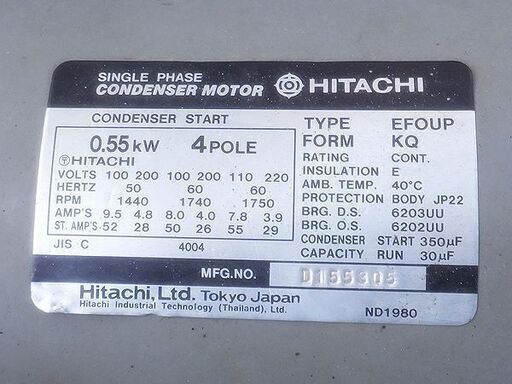 SINGLE PHASE
CONDENSER MOTOR HITACHI
CONDENSER START
0.55kW 4POLE
HITACHI
VOLTS 100 200 100 200 110 220
HERTZ 50 60 60
RPM 1440 1740 1750
AMP'S 9.5 4.8 8.0 4.0 7.8 3.9
ST. AMP'S 52 28 50 26 55 29
JIS C 4004
TYPE EFOUP
FORM KQ
RATING CONT.
INSULATION E
AMB. TEMP. 40°C
PROTECTION BODY JP22
BRG. D.S. 6203UU
BRG. O.S. 6202UU
CONDENSER START 350µF
CAPACITY RUN 30µF
MFG.NO. D155305
Hitachi, Ltd. Tokyo Japan
Hitachi Industrial Technology (Thailand), Ltd.
ND1980